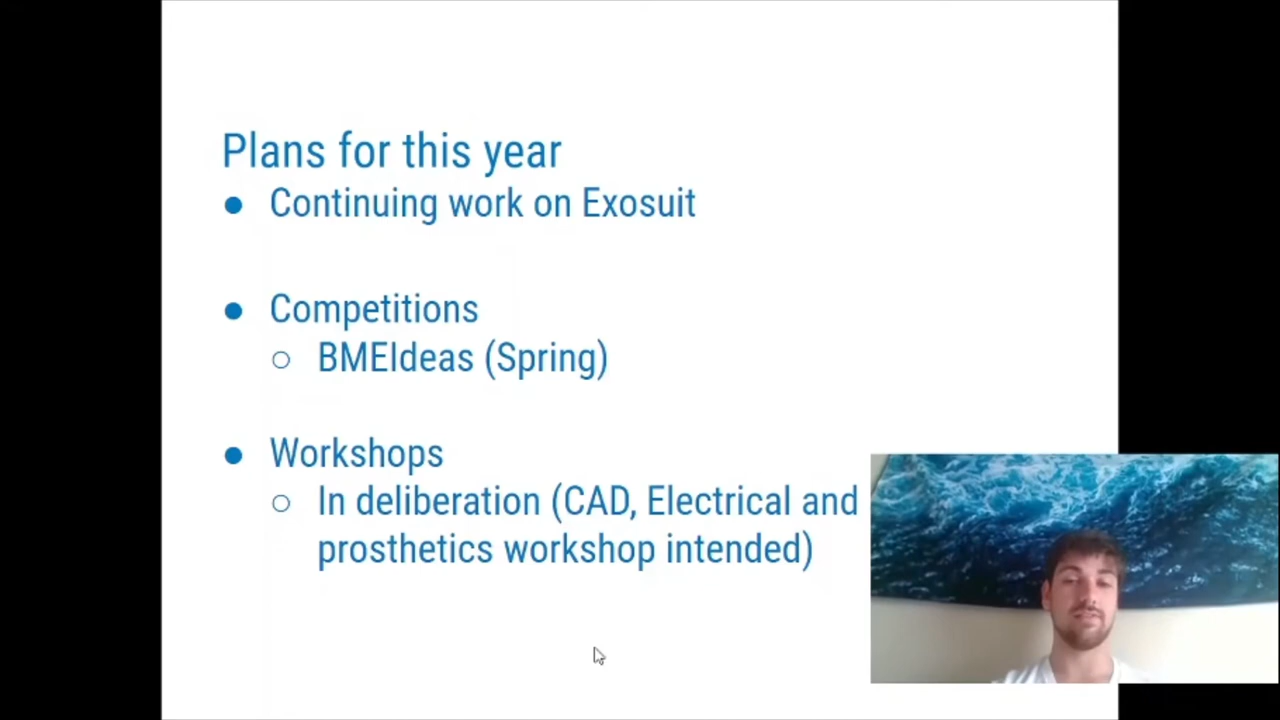 Plans for this year
● Continuing work on Exosuit
● Competitions
○ BMEIdeas (Spring)
● Workshops
○ In deliberation (CAD, Electrical and
prosthetics workshop intended)